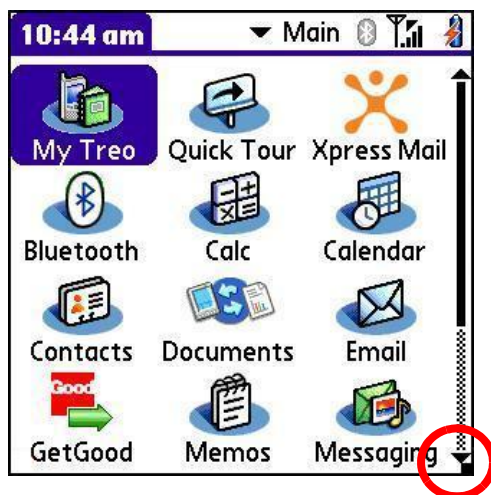 10:44 am Main
My Treo Quick Tour Xpress Mail
Bluetooth Calc Calendar
Contacts Documents Email
Good
GetGood Memos Messaging